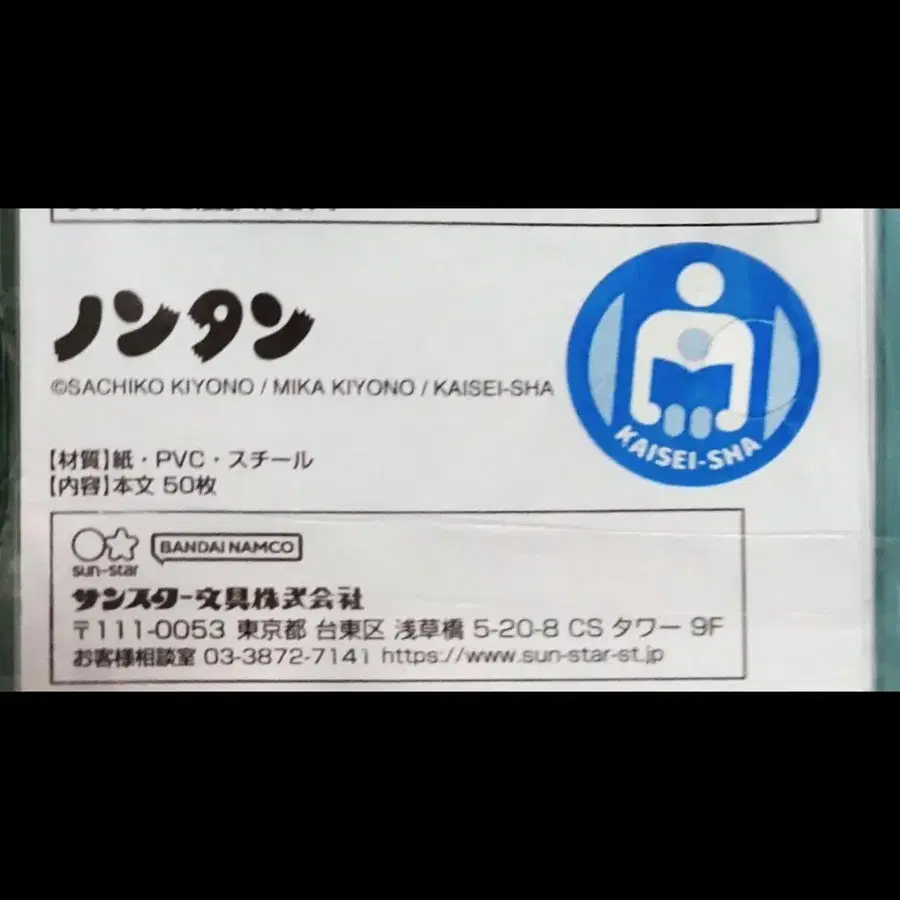 ノンタン
©SACHIKO KIYONO / MIKA KIYONO / KAISEI-SHA
KAISEI-SHA
【材質】紙・PVC・スチール
【内容】本文 50枚
sun-star
BANDAI NAMCO
サンスター文具株式会社
〒111-0053 東京都 台東区 浅草橋 5-20-8 CS タワー 9F
お客様相談室 03-3872-7141 https://www.sun-star-st.jp